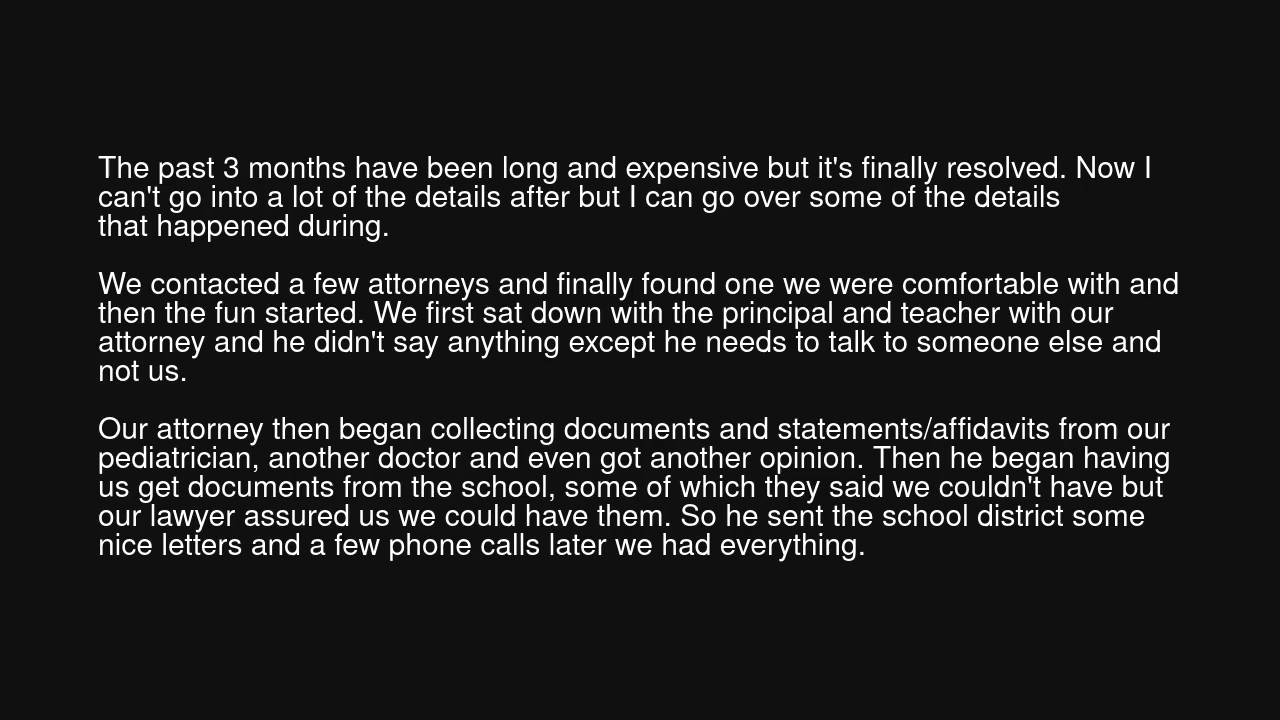 The past 3 months have been long and expensive but it's finally resolved. Now I
can't go into a lot of the details after but I can go over some of the details
that happened during.
We contacted a few attorneys and finally found one we were comfortable with and
then the fun started. We first sat down with the principal and teacher with our
attorney and he didn't say anything except he needs to talk to someone else and
not us.
Our attorney then began collecting documents and statements/affidavits from our
pediatrician, another doctor and even got another opinion. Then he began having
us get documents from the school, some of which they said we couldn't have but
our lawyer assured us we could have them. So he sent the school district some
nice letters and a few phone calls later we had everything.